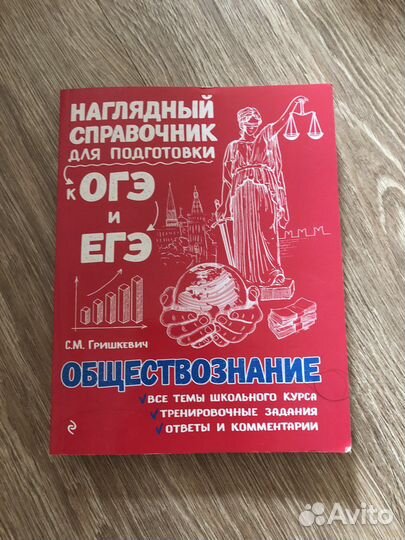 НАГЛЯДНЫЙ
СПРАВОЧНИК
ДЛЯ ПОДГОТОВКИ
К ОГЭ
И
ЕГЭ
С.М. ГРИШКЕВИЧ
ОБЩЕСТВОЗНАНИЕ
ВСЕ ТЕМЫ ШКОЛЬНОГО КУРСА
ТРЕНИРОВОЧНЫЕ ЗАДАНИЯ
ОТВЕТЫ И КОММЕНТАРИИ
Avito